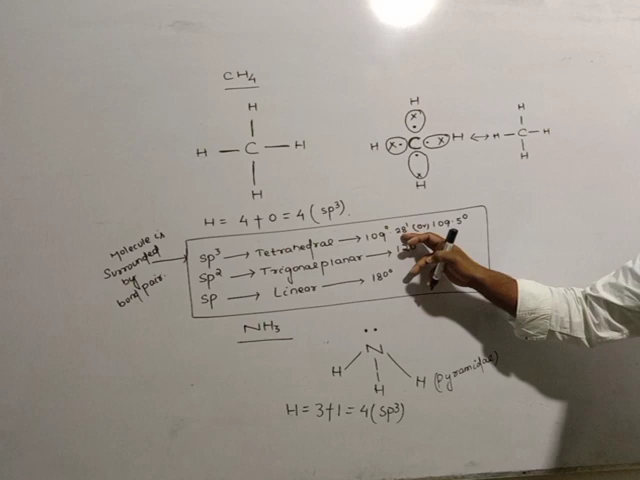 CH4
H
H – C – H
H
H
H x· C ·x H ↔ H – C – H
H
H
H
H = 4 + 0 = 4 (sp³).
Molecule is
Surrounded
by
bond pair.
sp³ → Tetrahedral → 109°.28' (or) 109.5°
sp² → Trigonal planar →
sp → Linear → 180°
NH3
N
H H H (Pyramidal)
H = 3+1 = 4 (sp³)